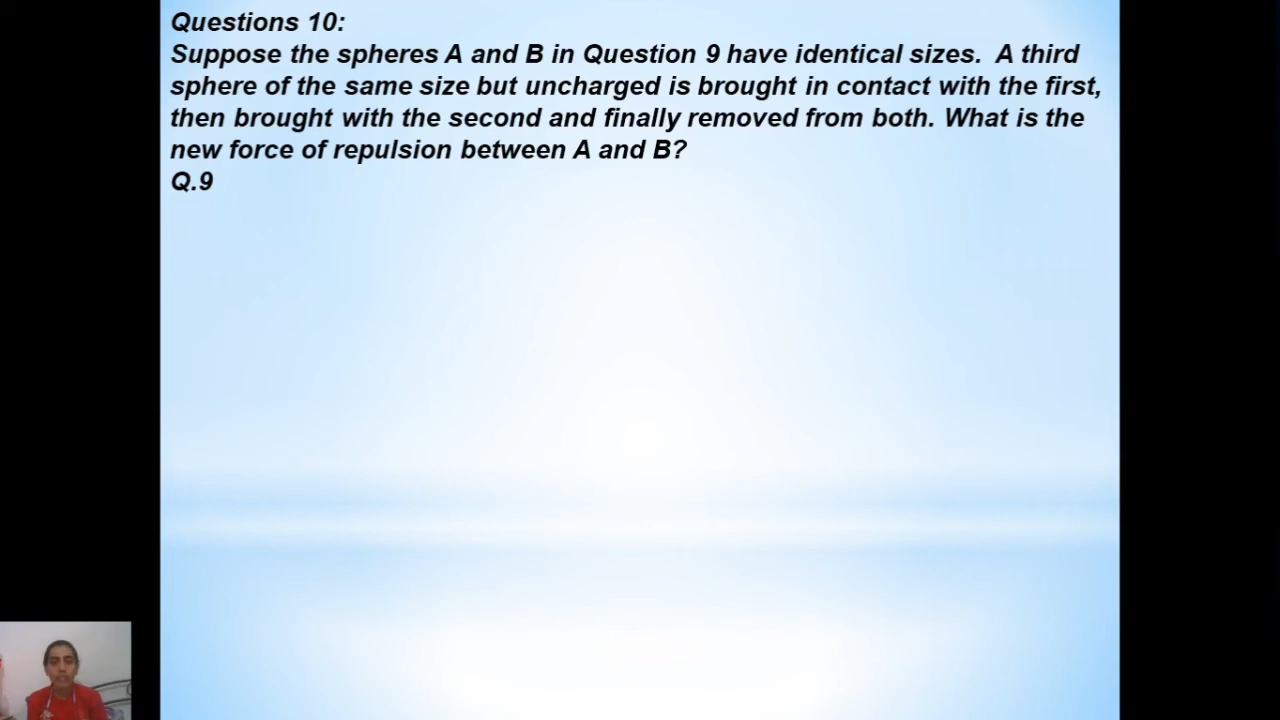 Questions 10:
Suppose the spheres A and B in Question 9 have identical sizes. A third
sphere of the same size but uncharged is brought in contact with the first,
then brought with the second and finally removed from both. What is the
new force of repulsion between A and B?
Q.9